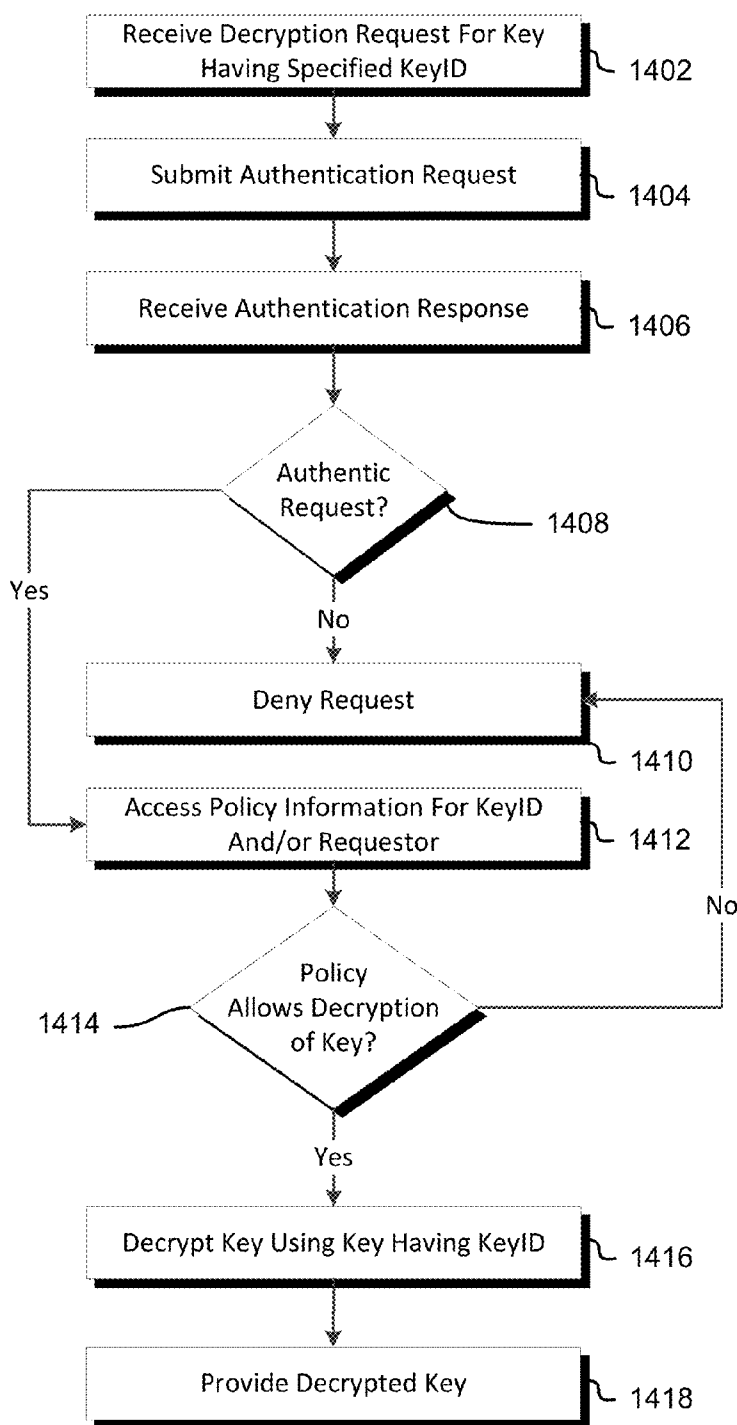 Receive Decryption Request For Key
Having Specified KeyID
1402
Submit Authentication Request
1404
Receive Authentication Response
1406
Authentic
Request?
1408
Yes
No
Deny Request
1410
Access Policy Information For KeyID
And/or Requestor
1412
No
Policy
Allows Decryption
of Key?
1414
Yes
Decrypt Key Using Key Having KeyID
1416
Provide Decrypted Key
1418